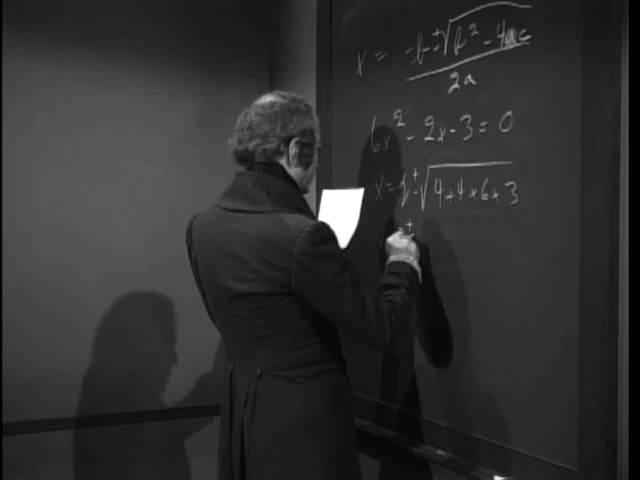 x = -b ± √b² - 4ac
2a
6x² - 2x - 3 = 0
x = 2 ± √4 + 4 × 6 × 3
±